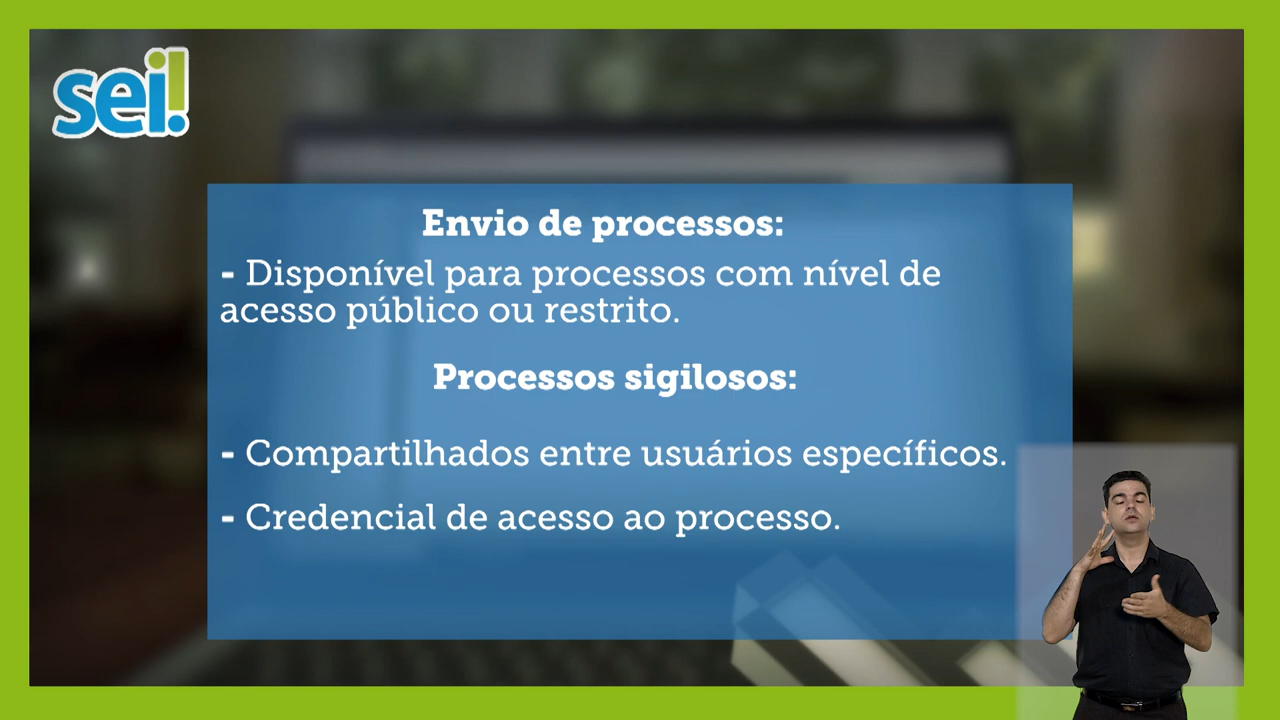 sei!
Envio de processos:
- Disponível para processos com nível de
acesso público ou restrito.
Processos sigilosos:
- Compartilhados entre usuários específicos.
- Credencial de acesso ao processo.